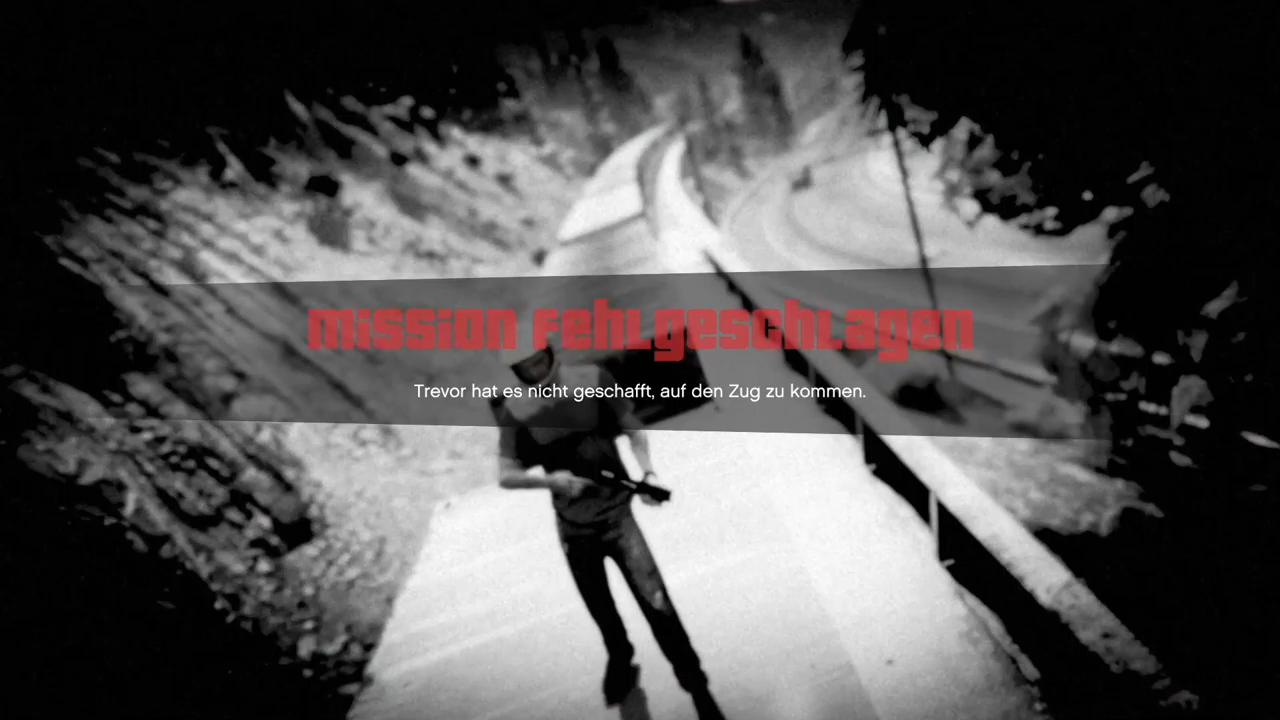 mission fehlgeschlagen
Trevor hat es nicht geschafft, auf den Zug zu kommen.